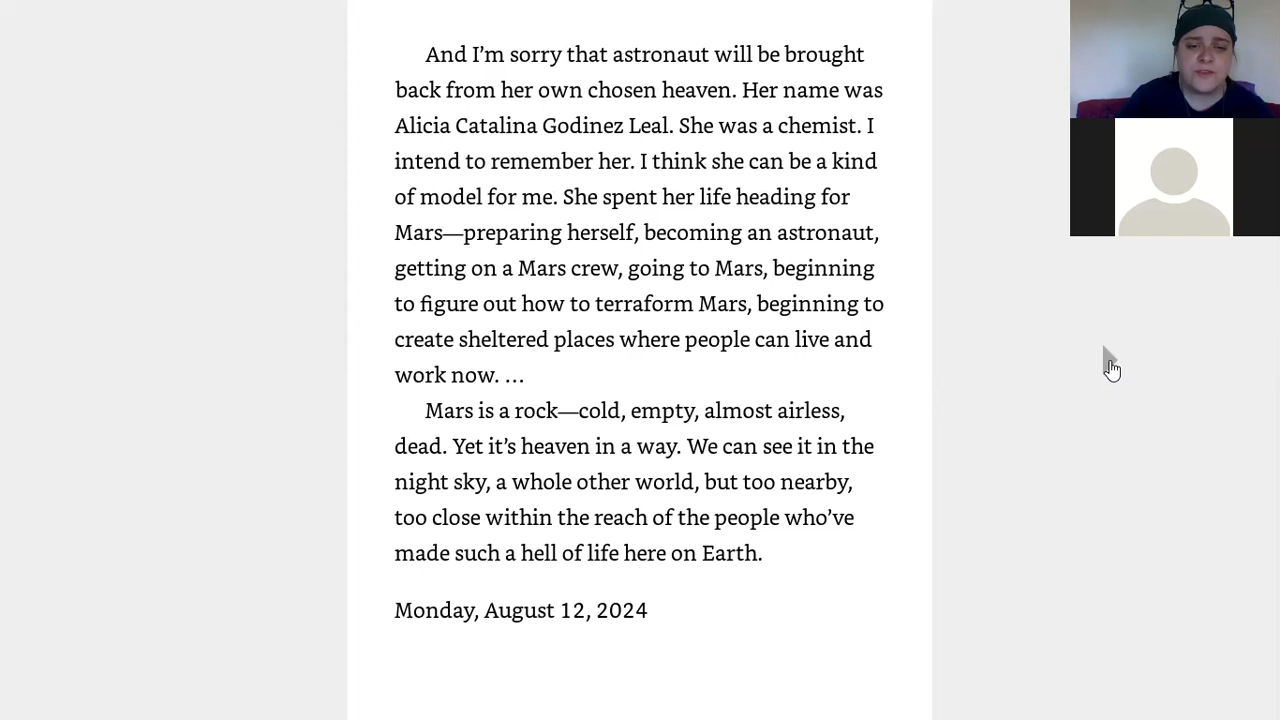 And I’m sorry that astronaut will be brought
back from her own chosen heaven. Her name was
Alicia Catalina Godinez Leal. She was a chemist. I
intend to remember her. I think she can be a kind
of model for me. She spent her life heading for
Mars—preparing herself, becoming an astronaut,
getting on a Mars crew, going to Mars, beginning
to figure out how to terraform Mars, beginning to
create sheltered places where people can live and
work now. …
Mars is a rock—cold, empty, almost airless,
dead. Yet it’s heaven in a way. We can see it in the
night sky, a whole other world, but too nearby,
too close within the reach of the people who’ve
made such a hell of life here on Earth.
Monday, August 12, 2024